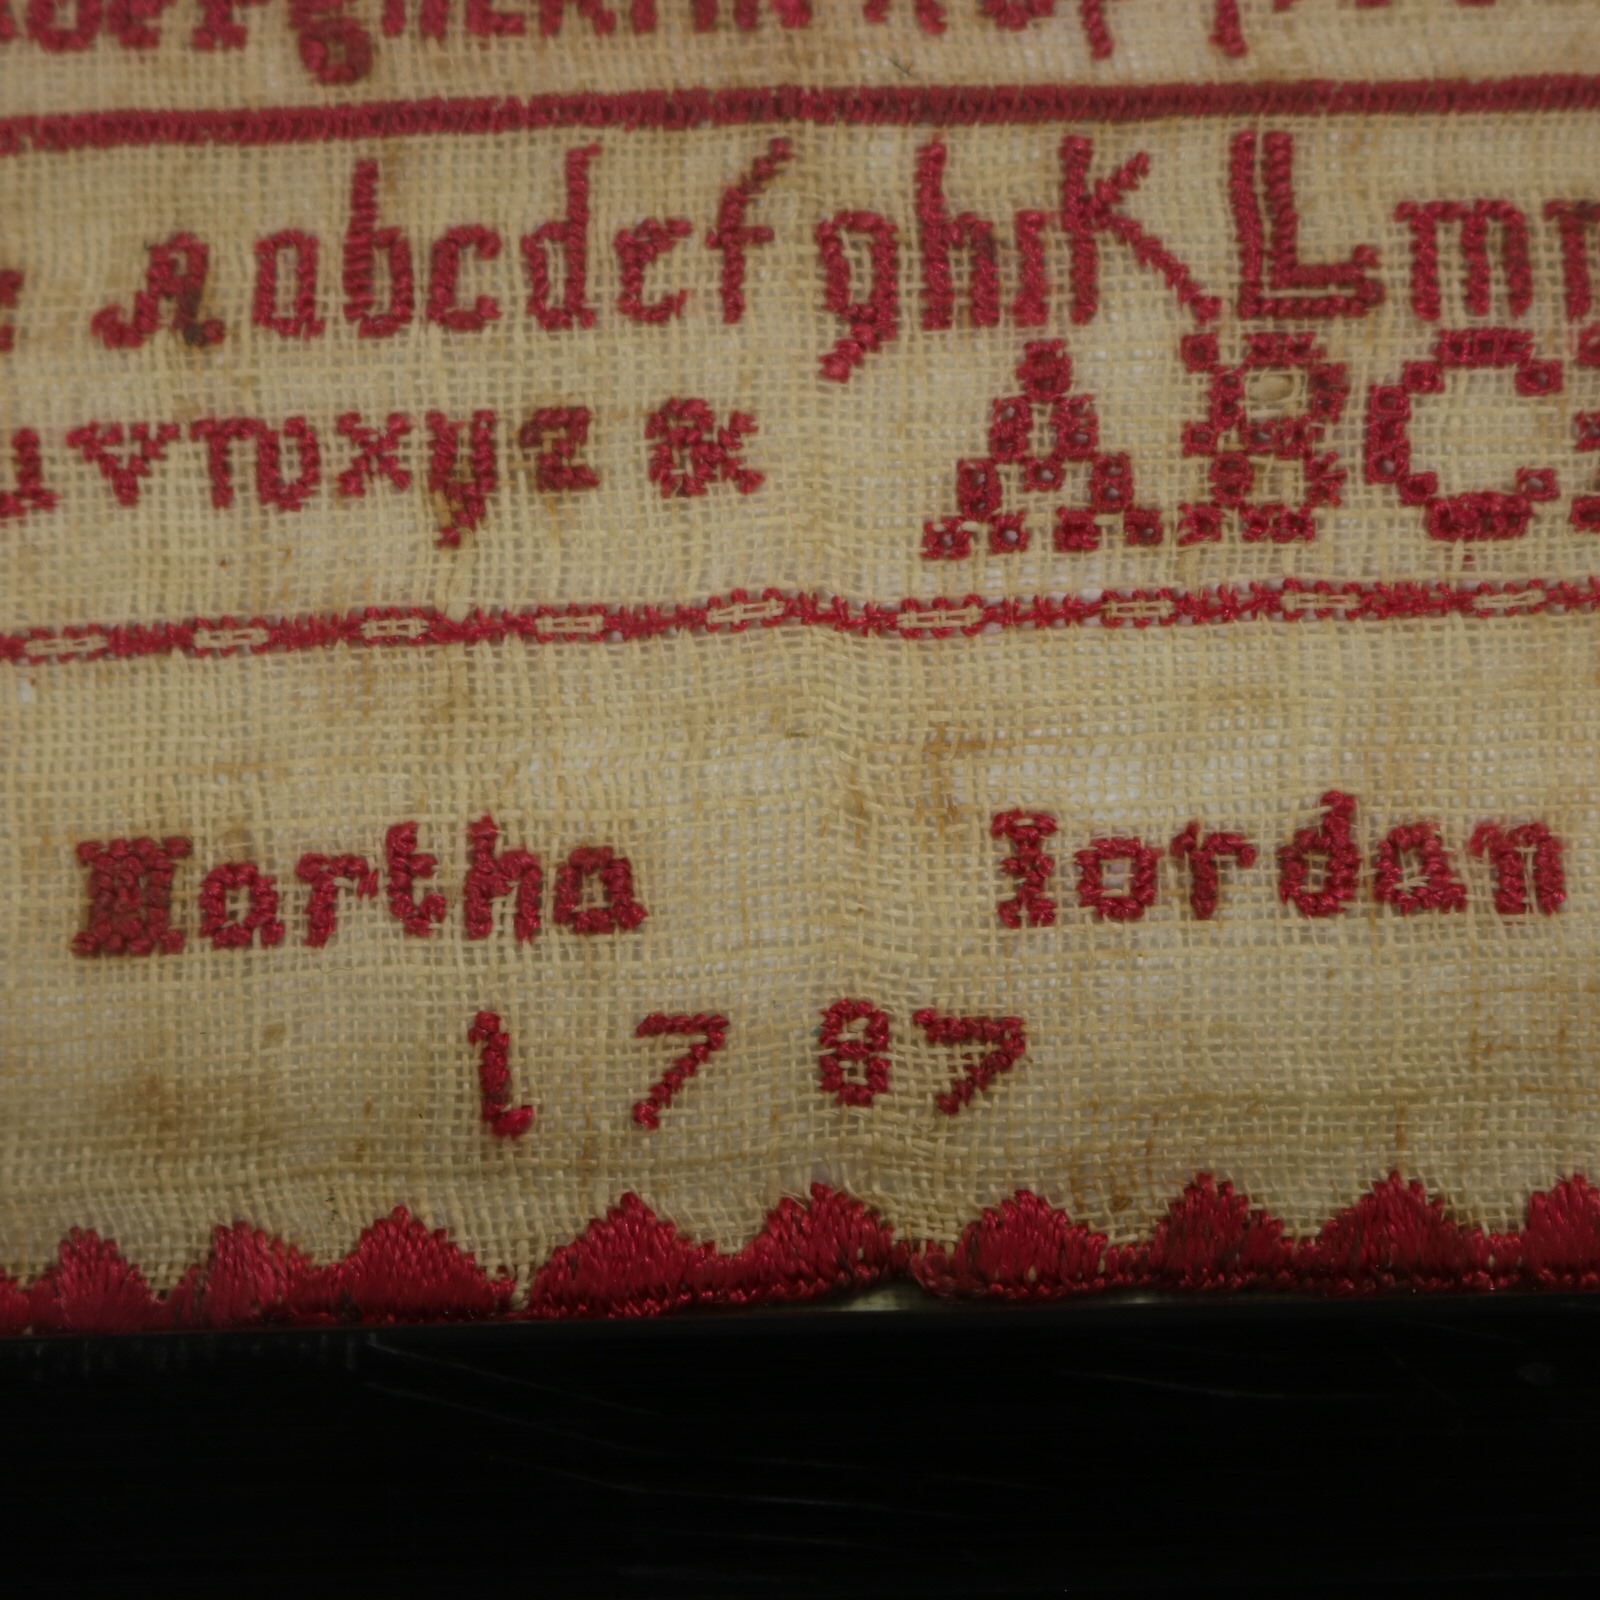 A a b c d e f g h i K L m
u v w x y z & A B C
Martha Iordan
1787